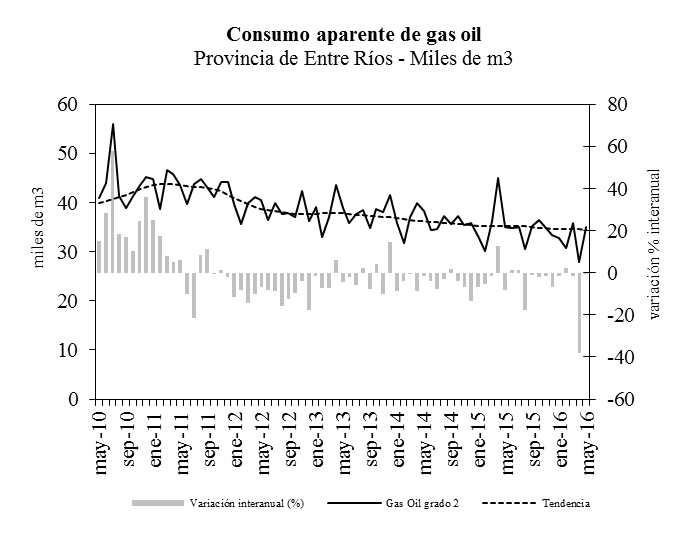 Consumo aparente de gas oil
Provincia de Entre Ríos - Miles de m3
60
50
40
30
20
10
0
miles de m3
80
60
40
20
0
-20
-40
-60
variación % interanual
may-10
sep-10
ene-11
may-11
sep-11
ene-12
may-12
sep-12
ene-13
may-13
sep-13
ene-14
may-14
sep-14
ene-15
may-15
sep-15
ene-16
may-16
Variación interanual (%)
Gas Oil grado 2
Tendencia